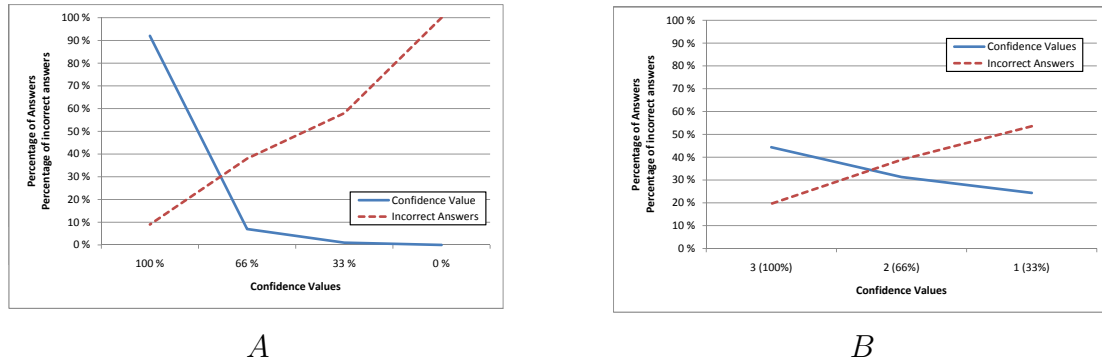 100 %
90 %
80 %
70 %
60 %
50 %
40 %
30 %
20 %
10 %
0 %
Percentage of Answers
Percentage of incorrect answers
Confidence Value
Incorrect Answers
100 %
66 %
33 %
0 %
Confidence Values
A
100 %
90 %
80 %
70 %
60 %
50 %
40 %
30 %
20 %
10 %
0 %
Percentage of Answers
Percentage of incorrect answers
Confidence Values
Incorrect Answers
3 (100%)
2 (66%)
1 (33%)
Confidence Values
B